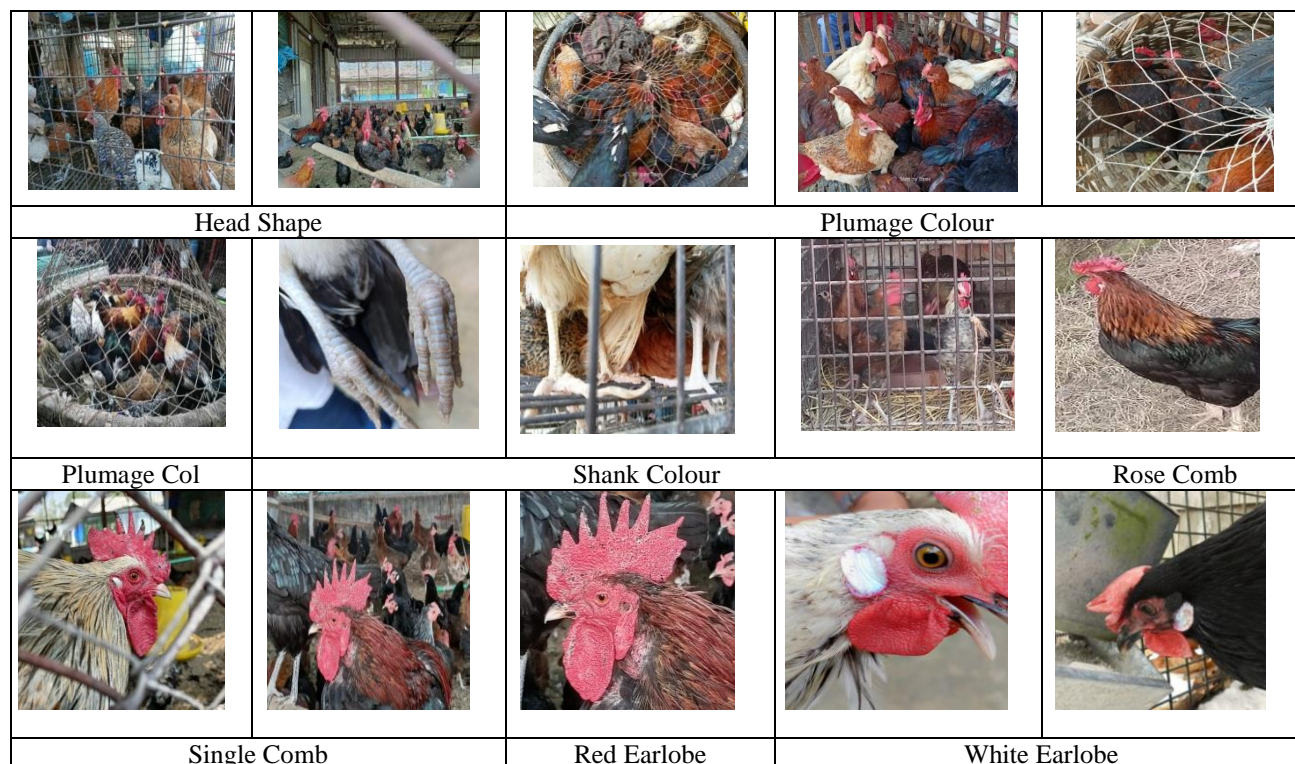 Head Shape
Plumage Colour
Plumage Col
Shank Colour
Rose Comb
Single Comb
Red Earlobe
White Earlobe